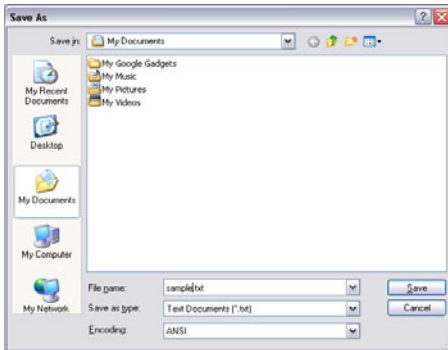 Save As
Save in:
My Documents
My Recent
Documents
Desktop
My Documents
My Computer
My Network
My Google Gadgets
My Music
My Pictures
My Videos
File name:
sample.txt
Save
Save as type:
Text Documents (*.txt)
Cancel
Encoding:
ANSI